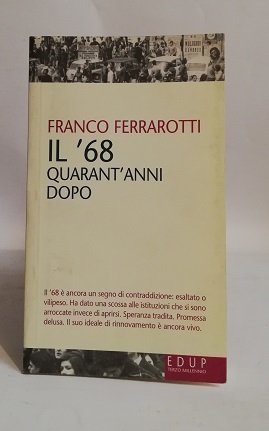 FRANCO FERRAROTTI
IL '68
QUARANT'ANNI
DOPO
Il '68 è ancora un segno di contraddizione: esaltato o
vilipeso. Ha dato una scossa alle istituzioni che si sono
arroccate invece di aprirsi. Speranza tradita. Promessa
delusa. Il suo ideale di rinnovamento è ancora vivo.
EDUP
TERZO MILLENNIO